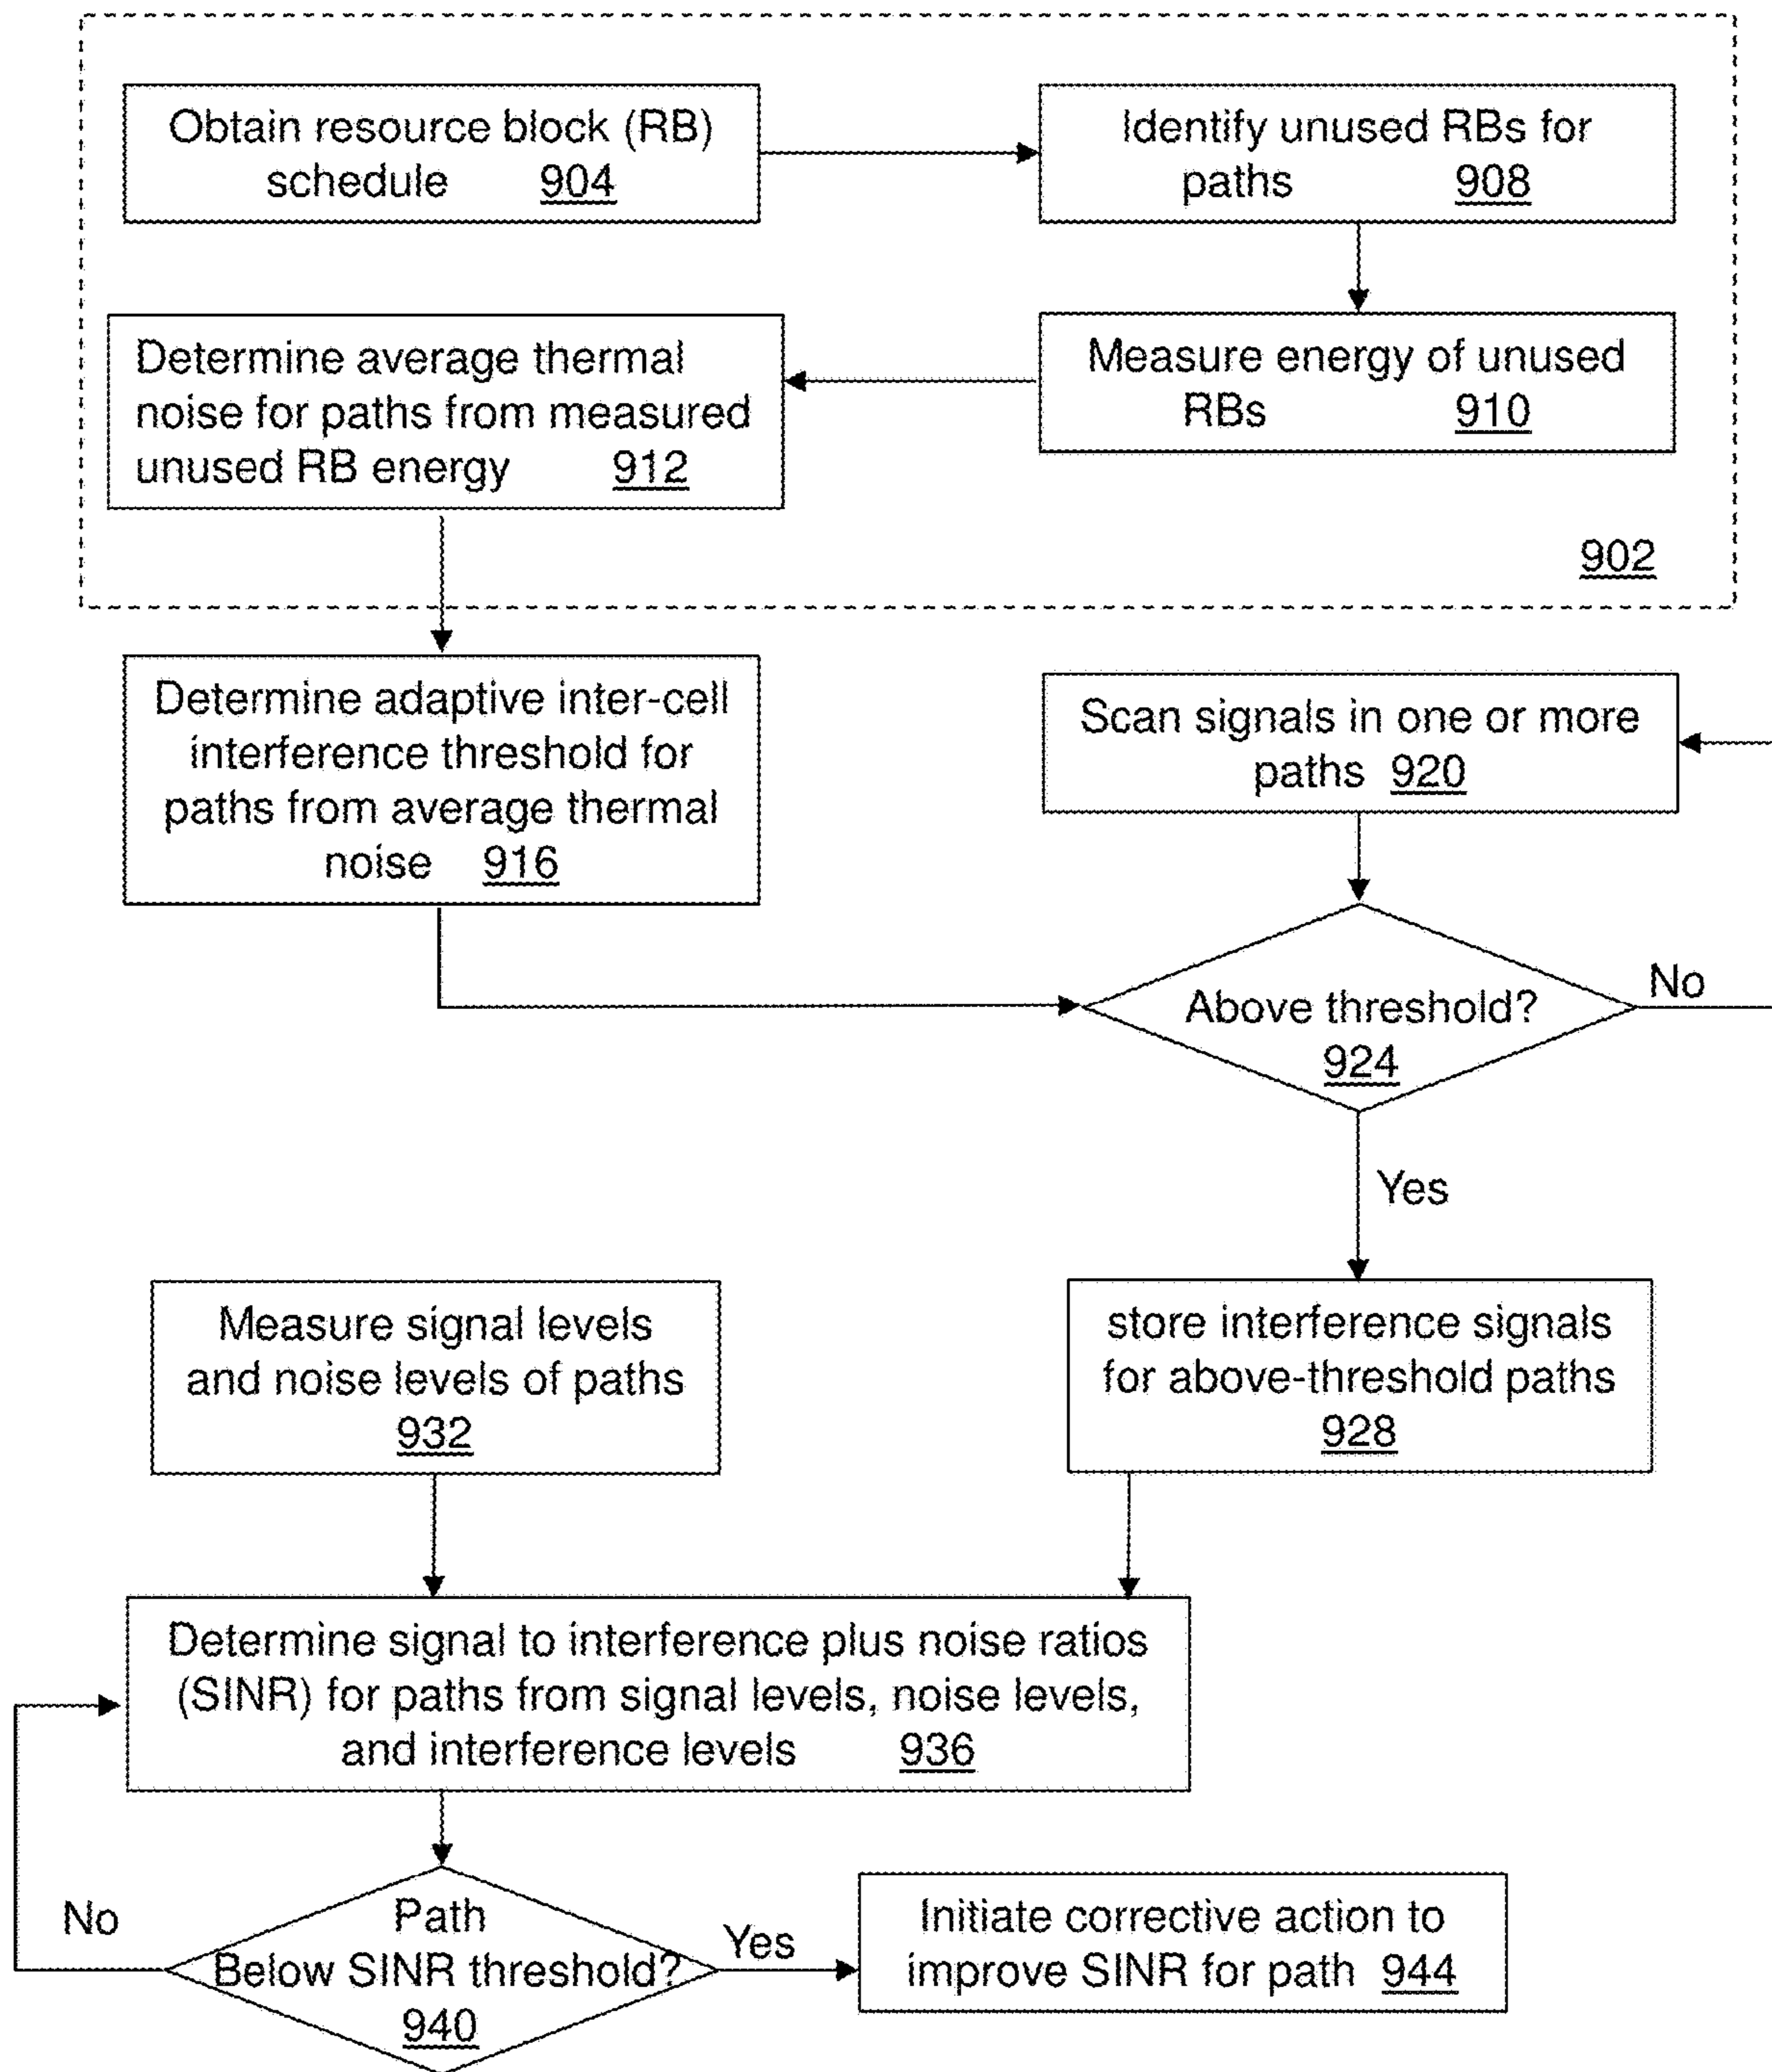 Obtain resource block (RB)
schedule 904
Identify unused RBs for
paths 908
Determine average thermal
noise for paths from measured
unused RB energy 912
Measure energy of unused
RBs 910
902
Determine adaptive inter-cell
interference threshold for
paths from average thermal
noise 916
Scan signals in one or more
paths 920
Above threshold?
924
No
Yes
Measure signal levels
and noise levels of paths
932
store interference signals
for above-threshold paths
928
Determine signal to interference plus noise ratios
(SINR) for paths from signal levels, noise levels,
and interference levels 936
No
Path
Below SINR threshold?
940
Yes
Initiate corrective action to
improve SINR for path 944